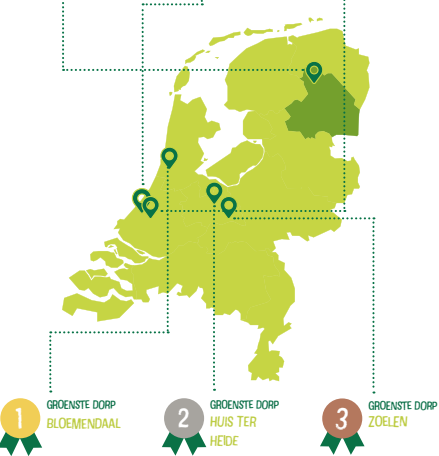 1
GROENSTE DORP
BLOEMENDAAL
2
GROENSTE DORP
HUIS TER
HEIDE
3
GROENSTE DORP
ZOELEN